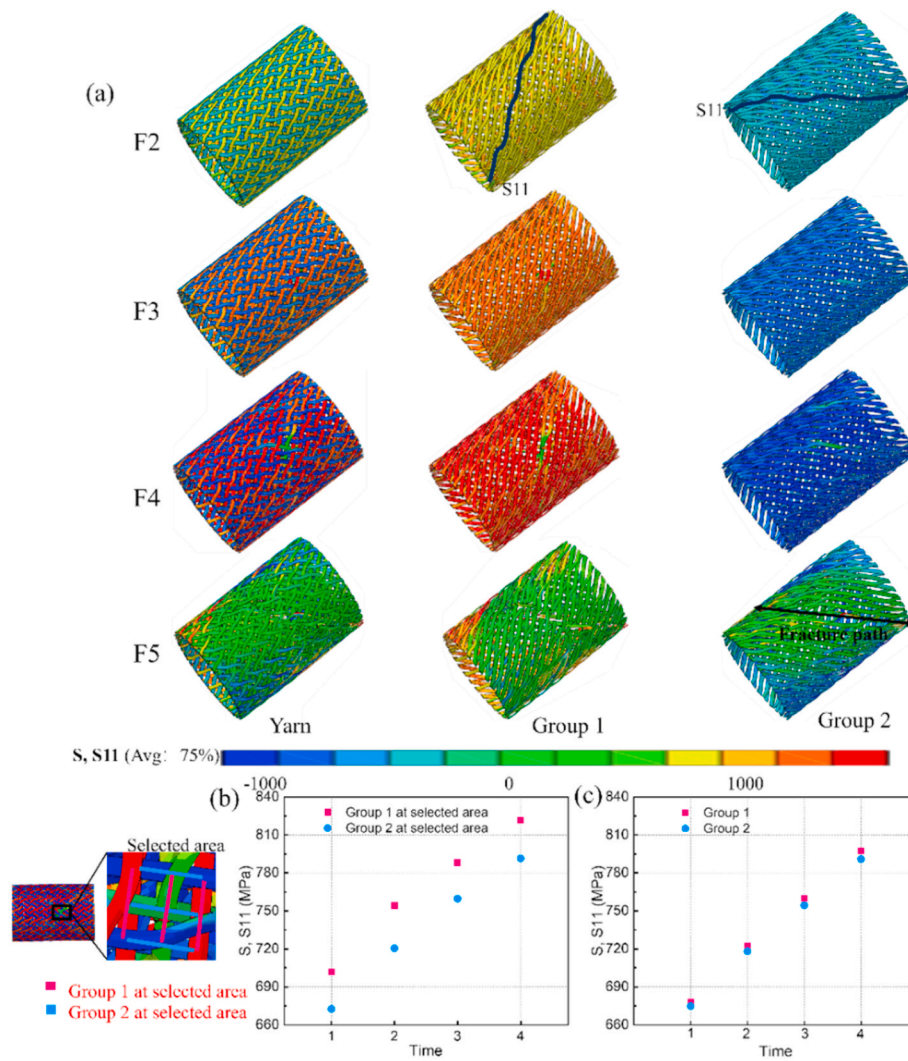 (a)
F2
S11
S11
F3
F4
F5
Fracture path
Yarn
Group 1
Group 2
S, S11 (Avg: 75%)
-1000
0
1000
(b)
840
810
780
750
720
690
660
S, S11 (MPa)
Group 1 at selected area
Group 2 at selected area
1
2
3
4
Time
(c)
840
810
780
750
720
690
660
S, S11 (MPa)
Group 1
Group 2
1
2
3
4
Time
Selected area
Group 1 at selected area
Group 2 at selected area